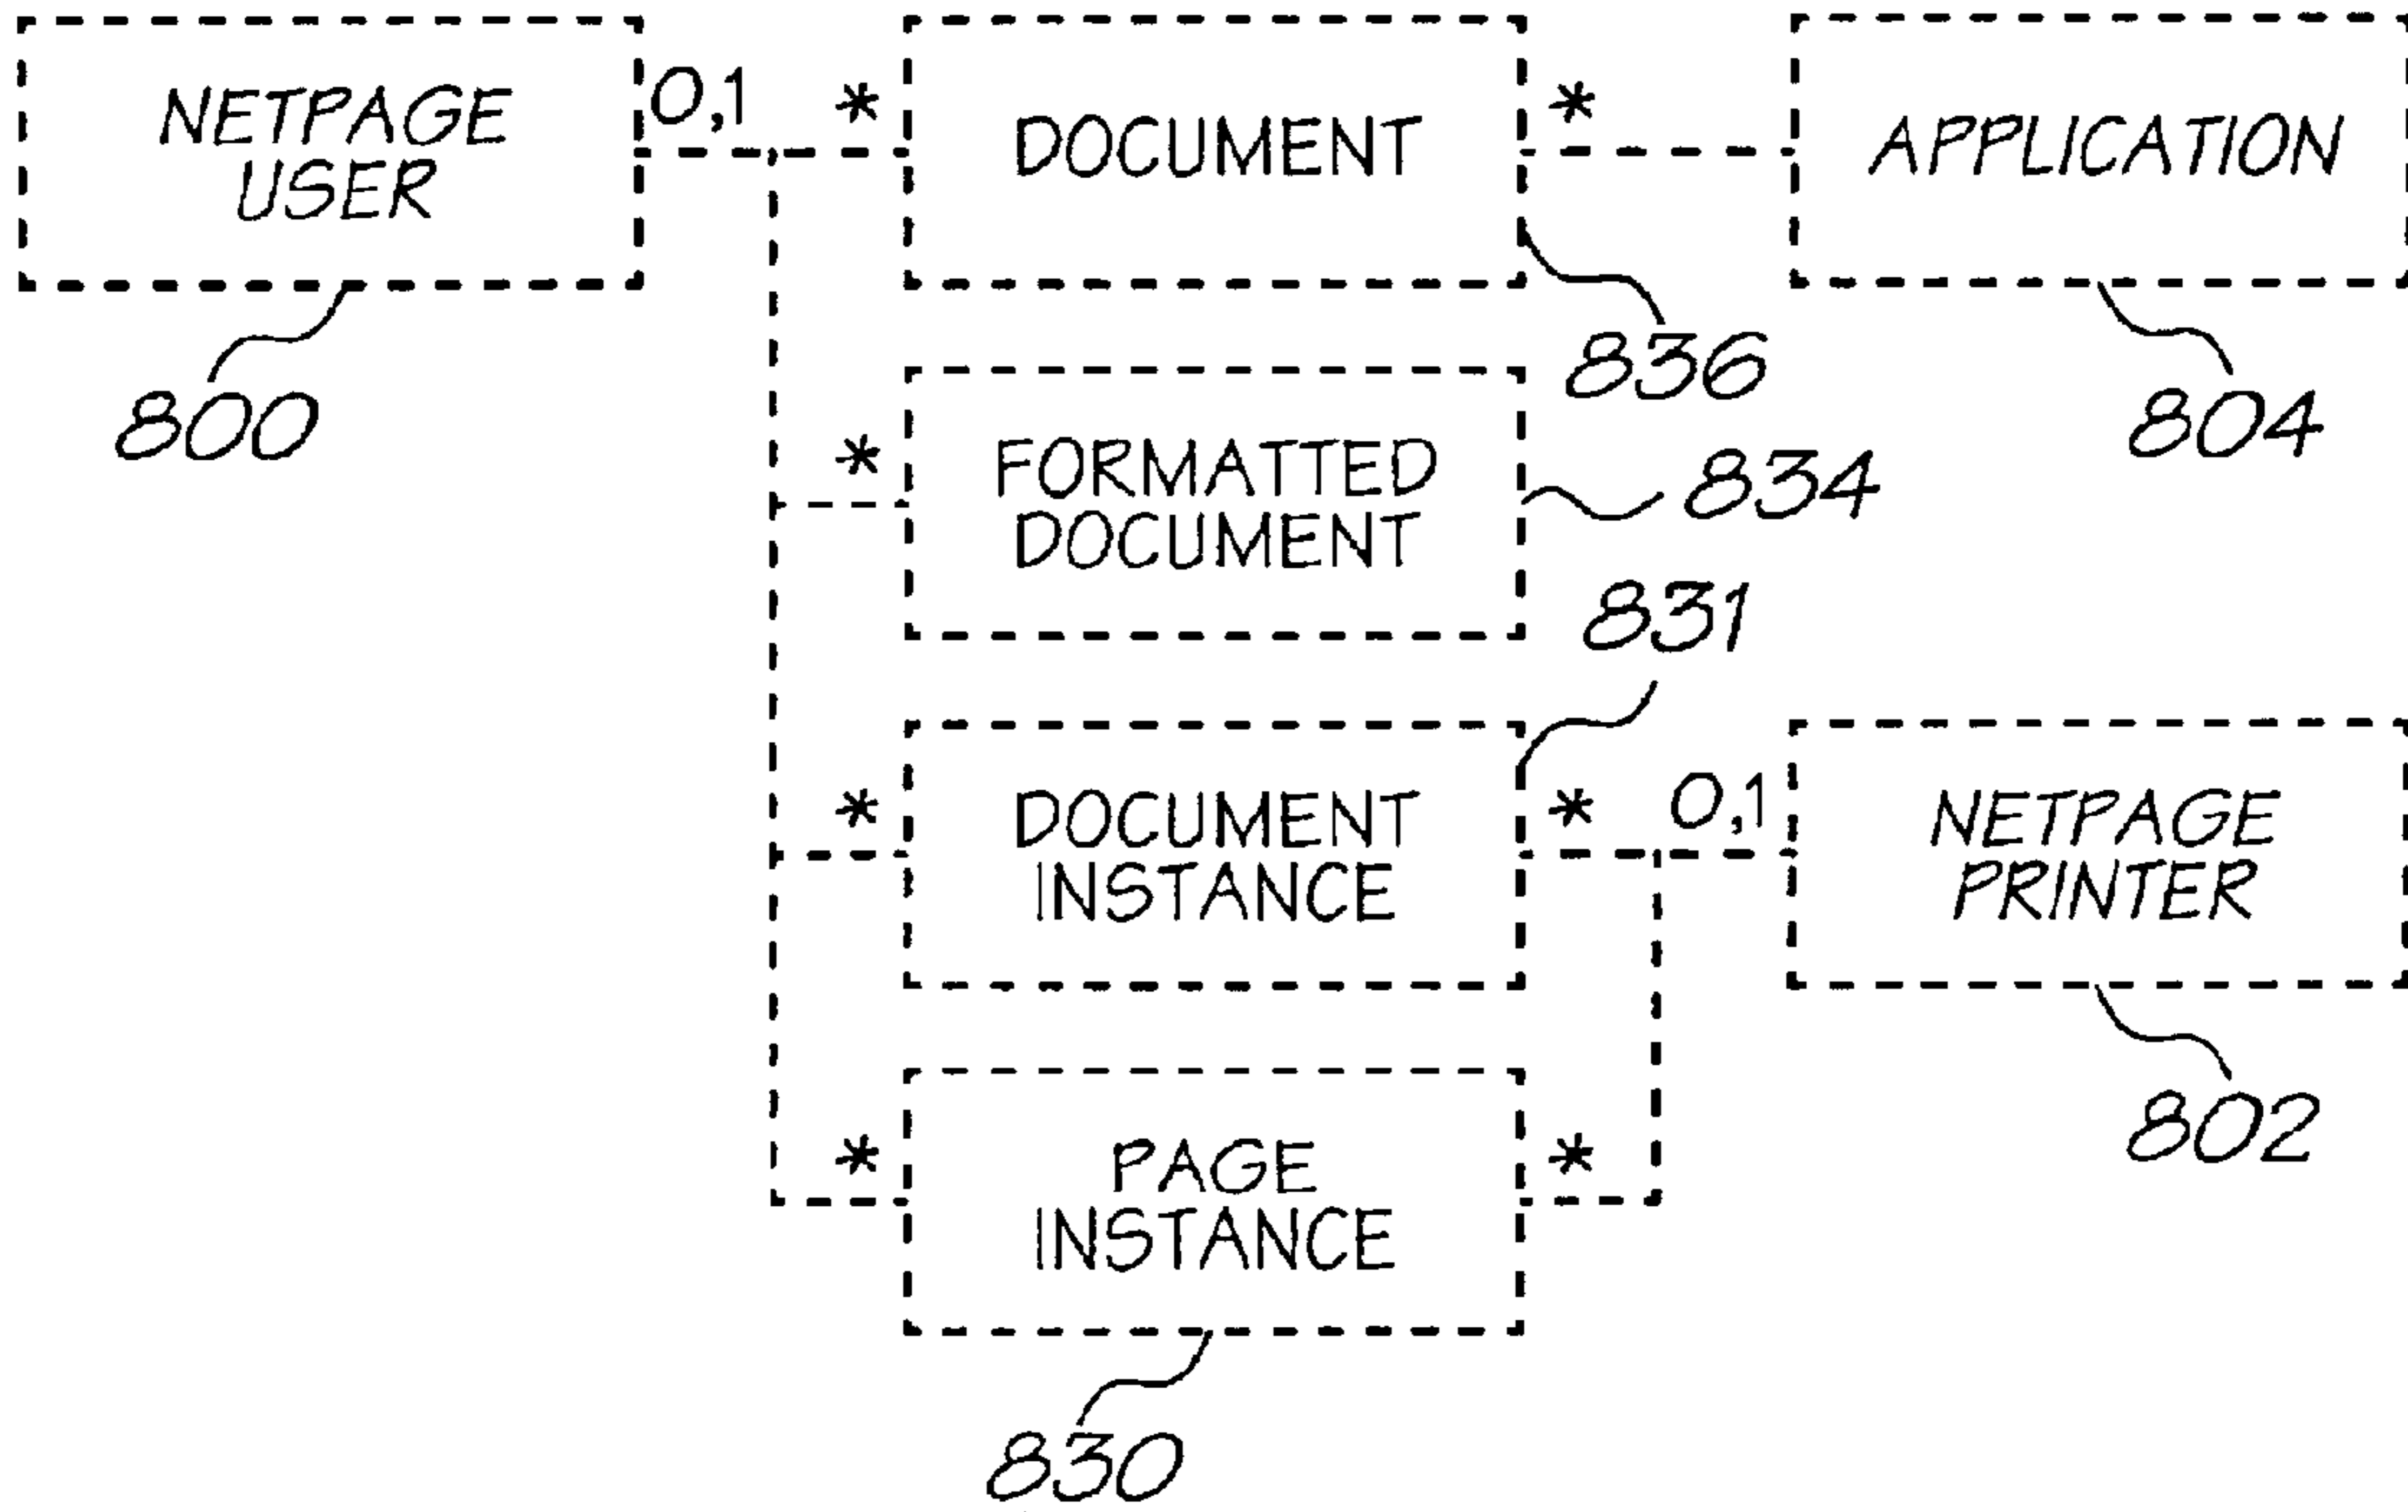 NETPAGE
USER
0,1
*
DOCUMENT
*
APPLICATION
800
836
804
*
FORMATTED
DOCUMENT
834
831
*
DOCUMENT
INSTANCE
*
0,1
NETPAGE
PRINTER
802
*
PAGE
INSTANCE
*
830